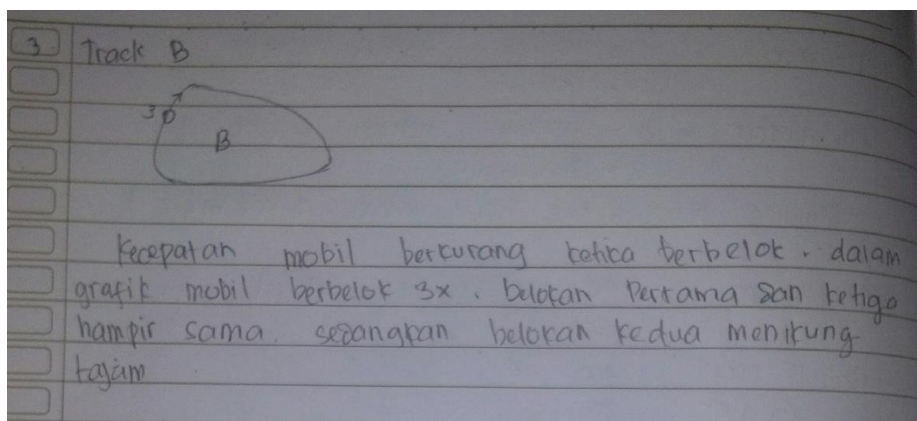 3 Track B
3
B
Kecepatan mobil berkurang ketika berbelok. dalam
grafik mobil berbelok 3x. belokan Pertama dan ketiga
hampir sama. sedangkan belokan kedua menikung
tajam